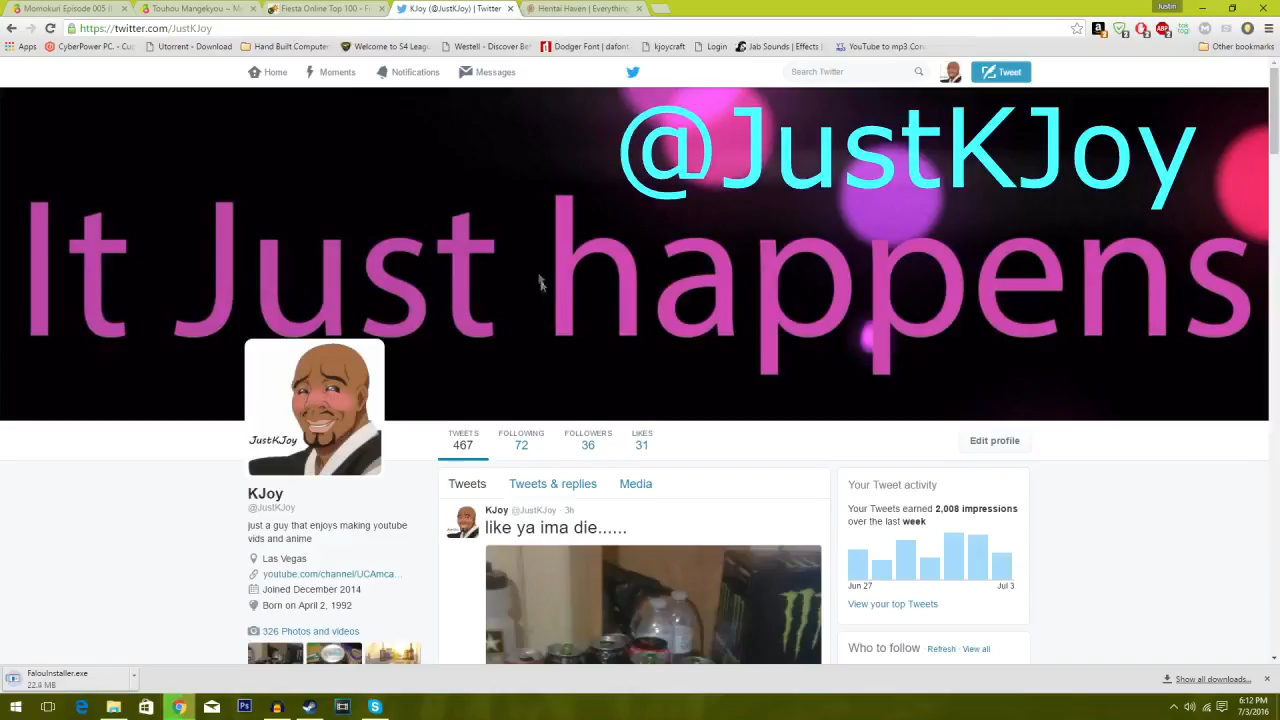 Momokuri Episode 005 (
Touhou Mangekyou ~ M
Fiesta Online Top 100 - F
KJoy (@JustKJoy) | Twitter
Hentai Haven | Everything
Justin
https://twitter.com/JustKJoy
Apps
CyberPower PC, - Cu
Utorrent - Download
Hand Built Computer
Welcome to S4 Leag
Westell - Discover Be
Dodger Font / dafont
kjoycraft
Login
Jab Sounds | Effects |
YouTube to mp3 Con
Other bookmarks
Home
Moments
Notifications
Messages
Search Twitter
Tweet
@JustKJoy
It Just happens
JustKJoy
TWEETS
467
FOLLOWING
72
FOLLOWERS
36
LIKES
31
Edit profile
KJoy
@JustKJoy
just a guy that enjoys making youtube
vids and anime
Las Vegas
youtube.com/channel/UCAmca...
Joined December 2014
Born on April 2, 1992
326 Photos and videos
Tweets
Tweets & replies
Media
KJoy @JustKJoy · 3h
like ya ima die......
Your Tweet activity
Your Tweets earned 2,008 impressions
over the last week
Jun 27
Jul 3
View your top Tweets
Who to follow Refresh · View all
FalouInstaller.exe
22.9 MB
Show all downloads...
6:12 PM
7/3/2016